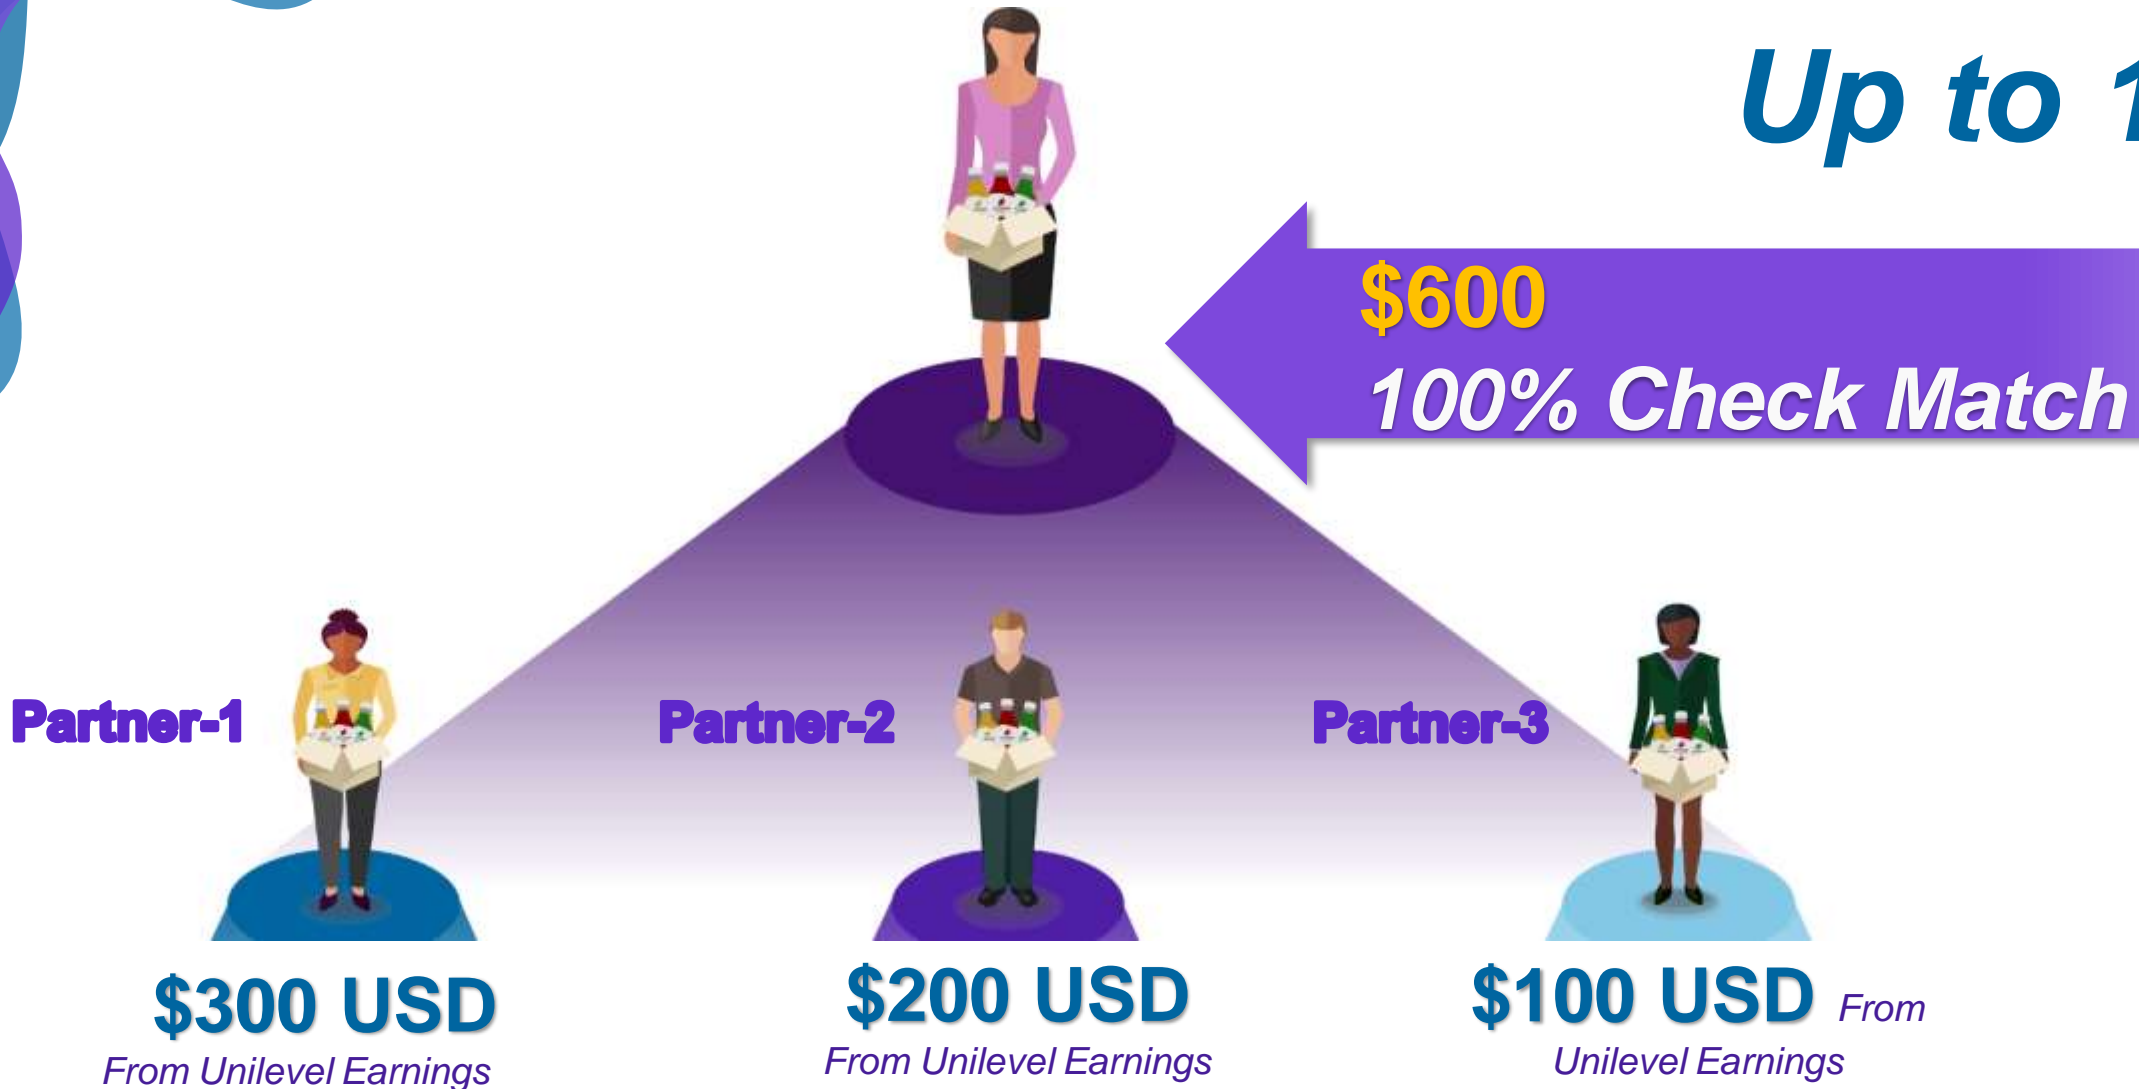 Up to 1
$600
100% Check Match
Partner-1
Partner-2
Partner-3
$300 USD
From Unilevel Earnings
$200 USD
From Unilevel Earnings
$100 USD From
Unilevel Earnings